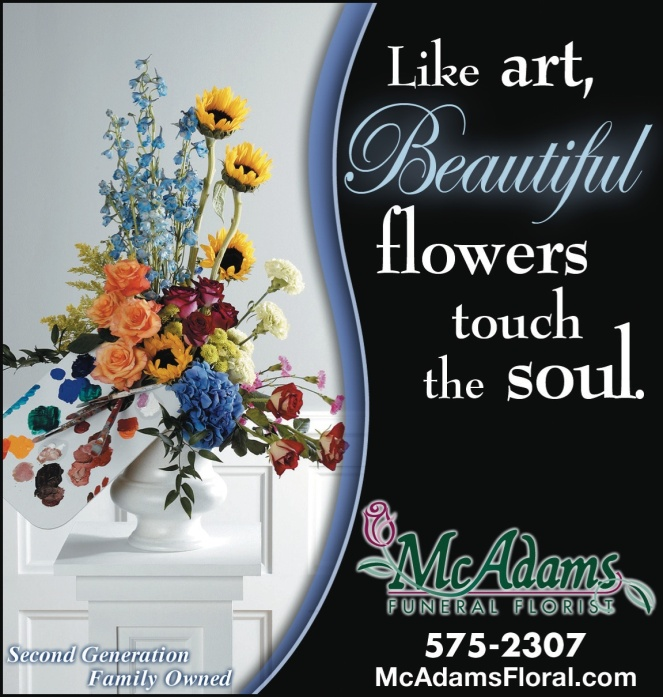 Like art,
Beautiful
flowers
touch
the soul.
McAdams
FUNERAL FLORIST
575-2307
McAdamsFloral.com
Second Generation
Family Owned